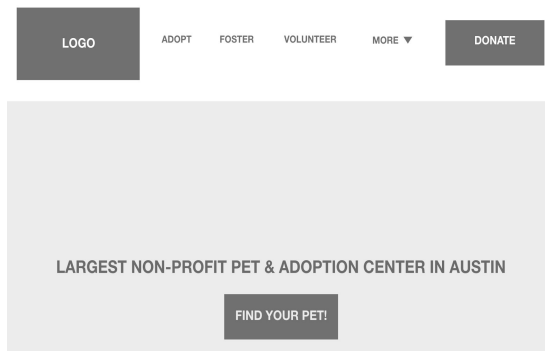 LOGO
ADOPT
FOSTER
VOLUNTEER
MORE ▼
DONATE
LARGEST NON-PROFIT PET & ADOPTION CENTER IN AUSTIN
FIND YOUR PET!